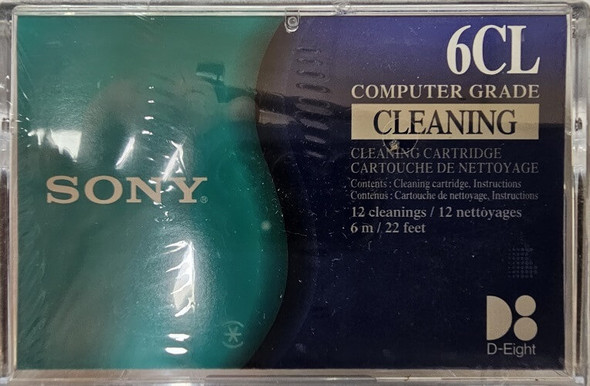 6CL
COMPUTER GRADE
CLEANING
CLEANING CARTRIDGE
CARTOUCHE DE NETTOYAGE
Contents : Cleaning cartridge, Instructions
Contenus : Cartouche de nettoyage, Instructions
12 cleanings / 12 nettoyages
6 m / 22 feet
SONY®
D8
D-Eight